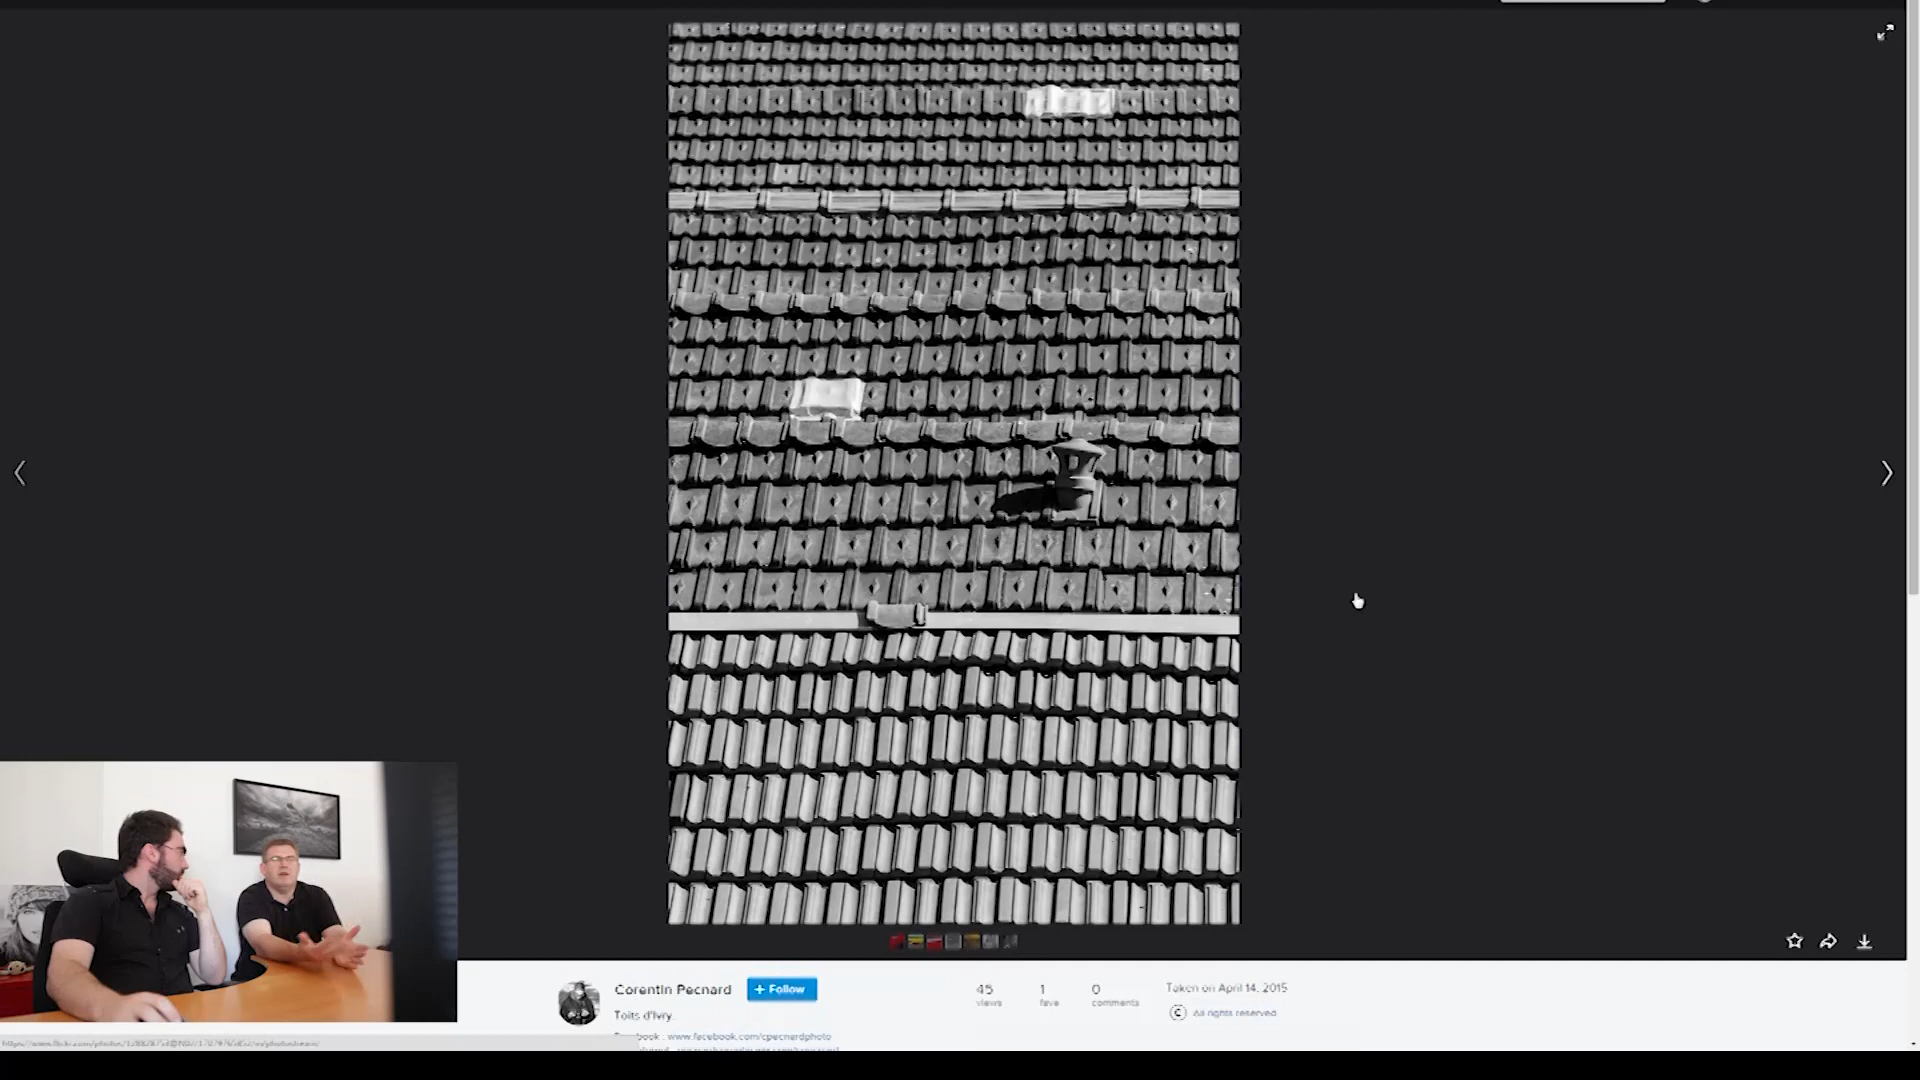 Corentin Pecnard
+ Follow
45
views
1
fave
0
comments
Taken on April 14, 2015
All rights reserved
Toits d'Ivry.
www.facebook.com/cpecnardphoto